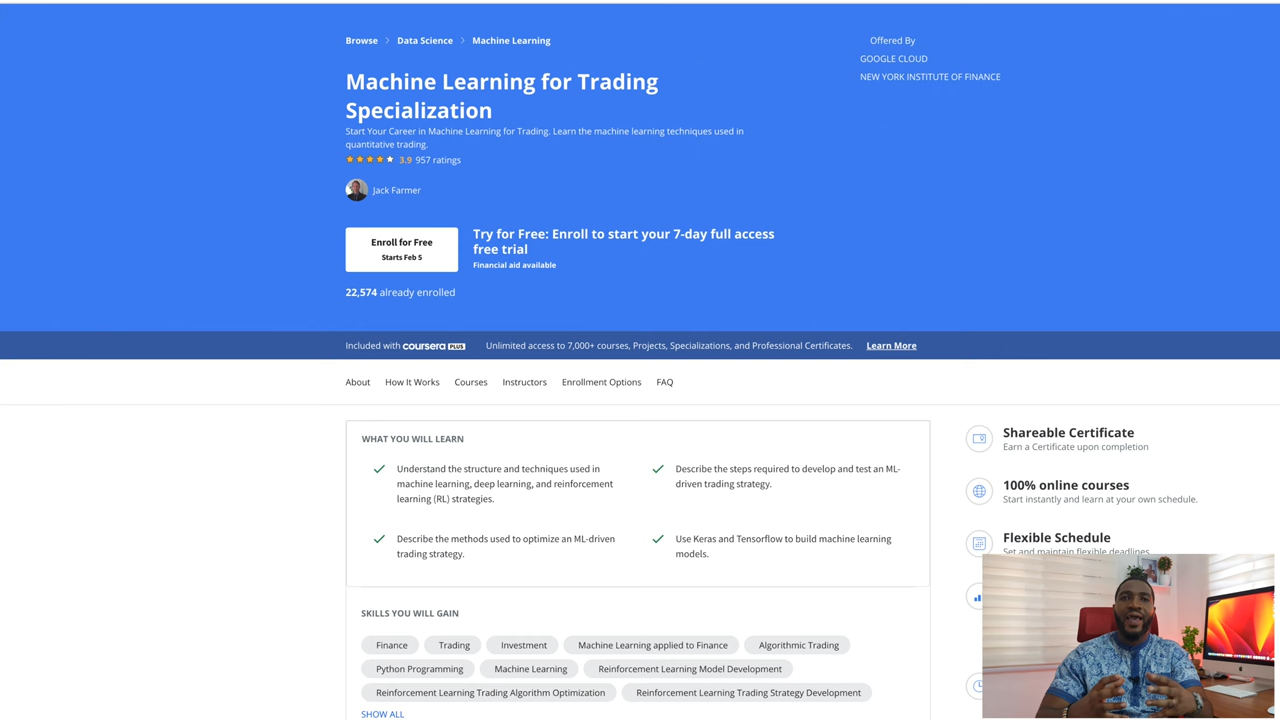 Browse > Data Science > Machine Learning
Offered By
GOOGLE CLOUD
NEW YORK INSTITUTE OF FINANCE
Machine Learning for Trading
Specialization
Start Your Career in Machine Learning for Trading. Learn the machine learning techniques used in
quantitative trading.
3.9 957 ratings
Jack Farmer
Enroll for Free
Starts Feb 5
Try for Free: Enroll to start your 7-day full access
free trial
Financial aid available
22,574 already enrolled
Included with coursera PLUS Unlimited access to 7,000+ courses, Projects, Specializations, and Professional Certificates. Learn More
About How It Works Courses Instructors Enrollment Options FAQ
WHAT YOU WILL LEARN
Understand the structure and techniques used in
machine learning, deep learning, and reinforcement
learning (RL) strategies.
Describe the steps required to develop and test an ML-
driven trading strategy.
Describe the methods used to optimize an ML-driven
trading strategy.
Use Keras and Tensorflow to build machine learning
models.
SKILLS YOU WILL GAIN
Finance Trading Investment Machine Learning applied to Finance Algorithmic Trading
Python Programming Machine Learning Reinforcement Learning Model Development
Reinforcement Learning Trading Algorithm Optimization Reinforcement Learning Trading Strategy Development
SHOW ALL
Shareable Certificate
Earn a Certificate upon completion
100% online courses
Start instantly and learn at your own schedule.
Flexible Schedule
Set and maintain flexible deadlines.